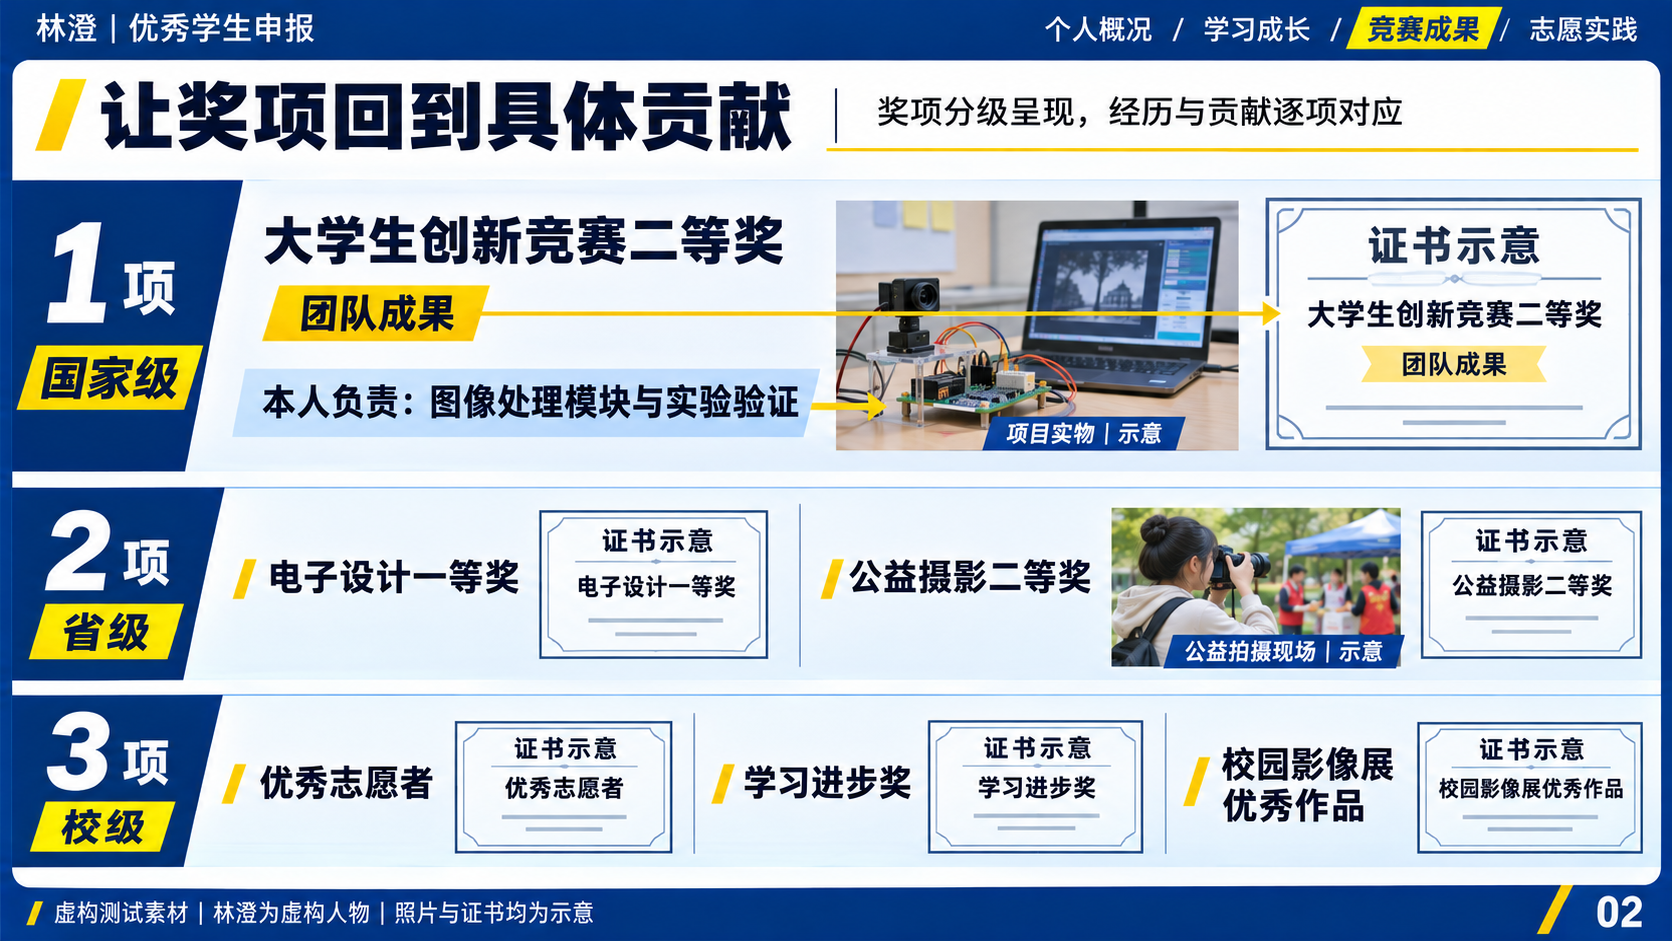 林澄｜优秀学生申报
个人概况 / 学习成长 / 竞赛成果 / 志愿实践
让奖项回到具体贡献
奖项分级呈现，经历与贡献逐项对应
1项
国家级
大学生创新竞赛二等奖
团队成果
本人负责：图像处理模块与实验验证
项目实物｜示意
证书示意
大学生创新竞赛二等奖
团队成果
2项
省级
电子设计一等奖
证书示意
电子设计一等奖
公益摄影二等奖
公益拍摄现场｜示意
证书示意
公益摄影二等奖
3项
校级
优秀志愿者
证书示意
优秀志愿者
学习进步奖
证书示意
学习进步奖
校园影像展
优秀作品
证书示意
校园影像展优秀作品
虚构测试素材｜林澄为虚构人物｜照片与证书均为示意
02